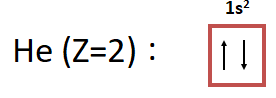 1s²
He (Z=2) :